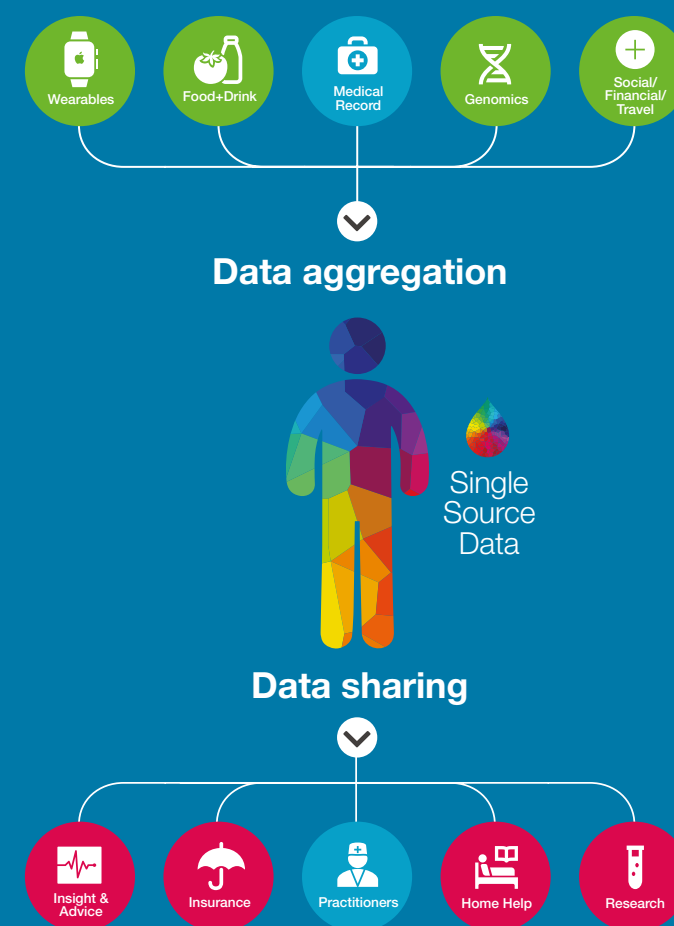 Wearables
Food+Drink
Medical
Record
Genomics
Social/
Financial/
Travel
Data aggregation
Single
Source
Data
Data sharing
Insight &
Advice
Insurance
Practitioners
Home Help
Research